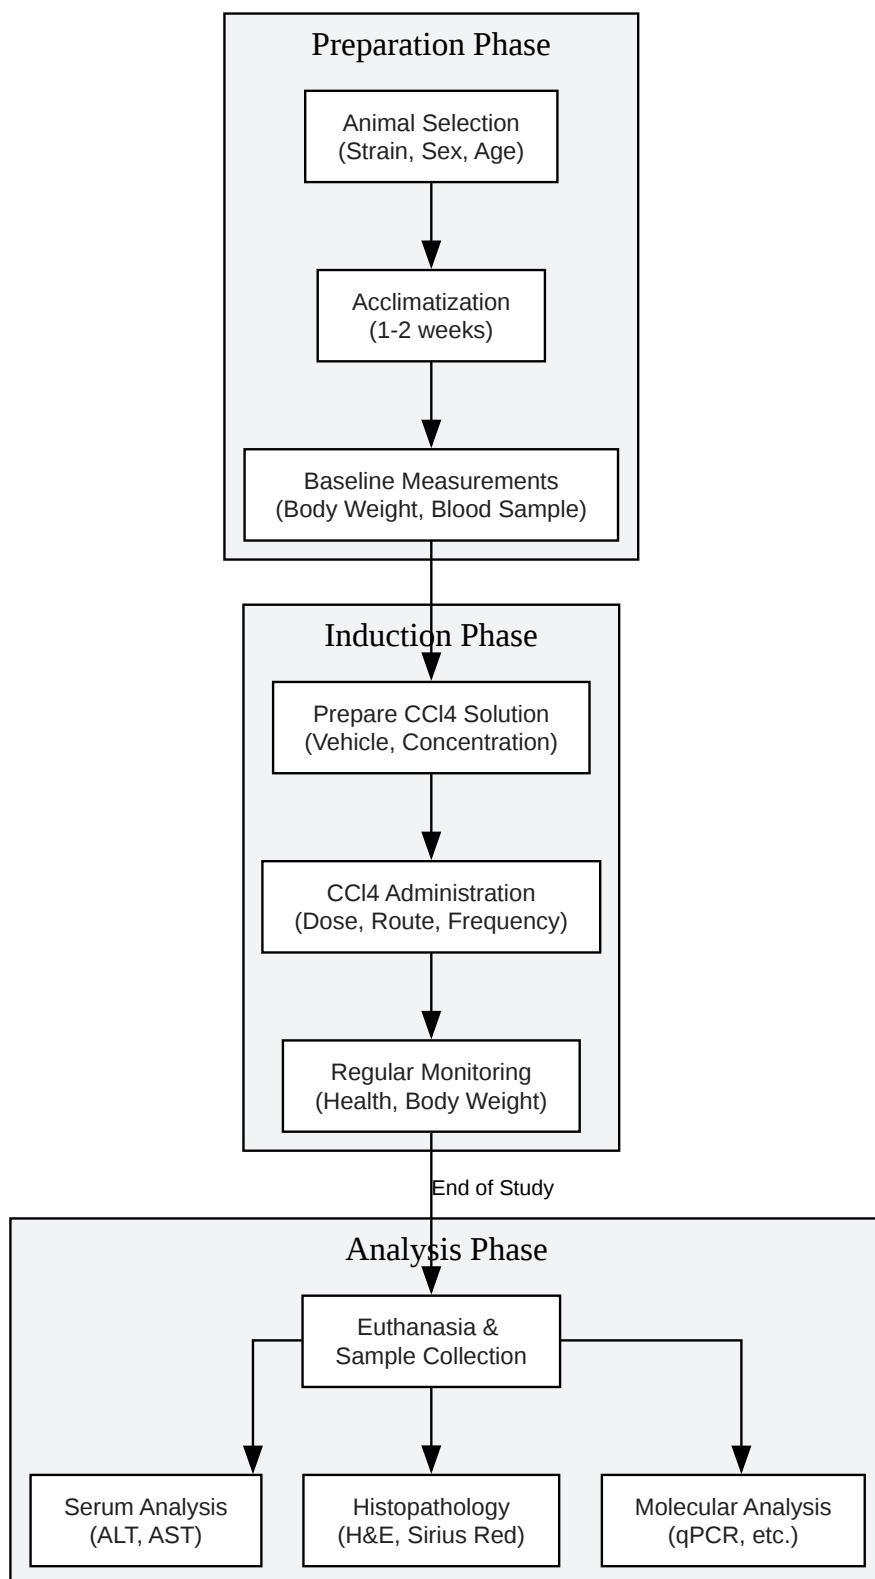 Preparation Phase
Animal Selection
(Strain, Sex, Age)
Acclimatization
(1-2 weeks)
Baseline Measurements
(Body Weight, Blood Sample)
Induction Phase
Prepare CCl4 Solution
(Vehicle, Concentration)
CCl4 Administration
(Dose, Route, Frequency)
Regular Monitoring
(Health, Body Weight)
End of Study
Analysis Phase
Euthanasia &
Sample Collection
Serum Analysis
(ALT, AST)
Histopathology
(H&E, Sirius Red)
Molecular Analysis
(qPCR, etc.)